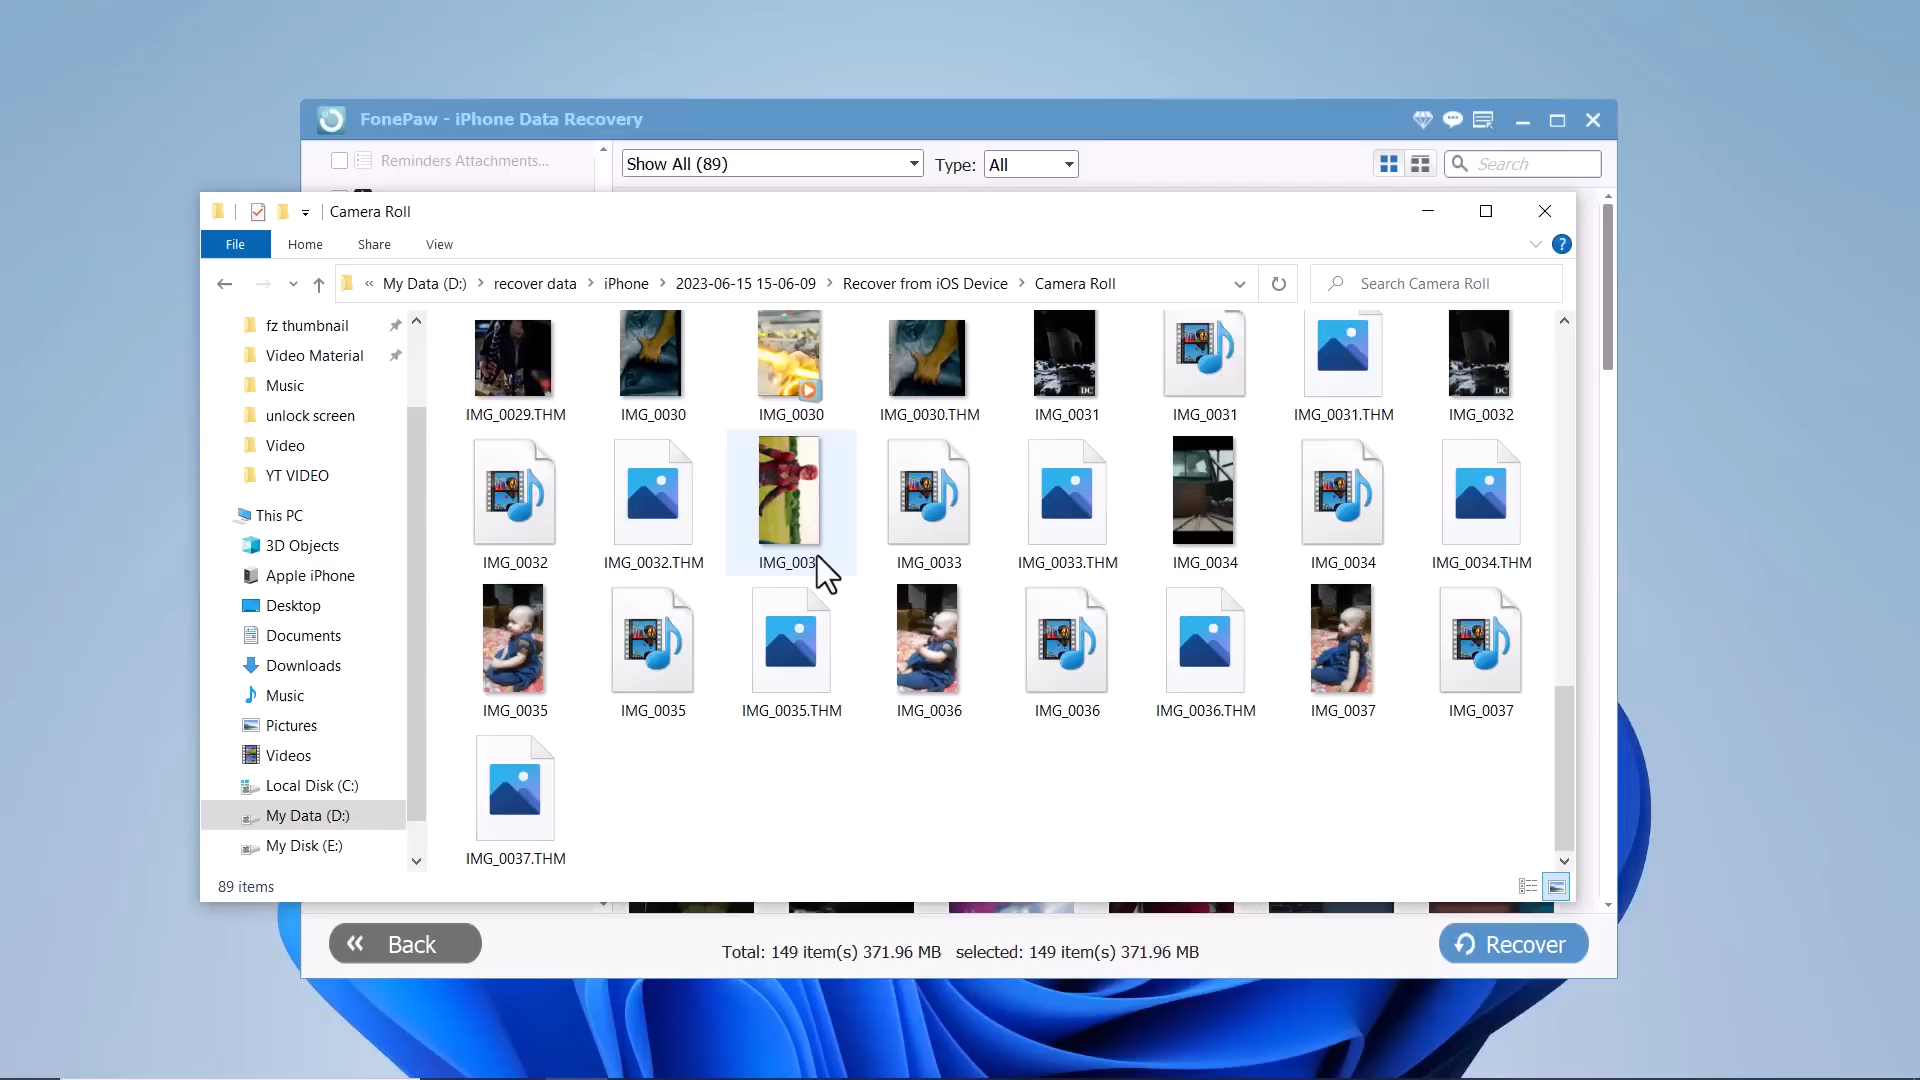 FonePaw - iPhone Data Recovery
Reminders Attachments...
Show All (89)
Type: All
Search
Camera Roll
File Home Share View
?
« My Data (D:) > recover data > iPhone > 2023-06-15 15-06-09 > Recover from iOS Device > Camera Roll
Search Camera Roll
fz thumbnail
Video Material
Music
unlock screen
Video
YT VIDEO
This PC
3D Objects
Apple iPhone
Desktop
Documents
Downloads
Music
Pictures
Videos
Local Disk (C:)
My Data (D:)
My Disk (E:)
DC
DC
IMG_0029.THM IMG_0030 IMG_0030 IMG_0030.THM IMG_0031 IMG_0031 IMG_0031.THM IMG_0032
IMG_0032 IMG_0032.THM IMG_003 IMG_0033 IMG_0033.THM IMG_0034 IMG_0034 IMG_0034.THM
IMG_0035 IMG_0035 IMG_0035.THM IMG_0036 IMG_0036 IMG_0036.THM IMG_0037 IMG_0037
IMG_0037.THM
89 items
Back
Total: 149 item(s) 371.96 MB selected: 149 item(s) 371.96 MB
Recover